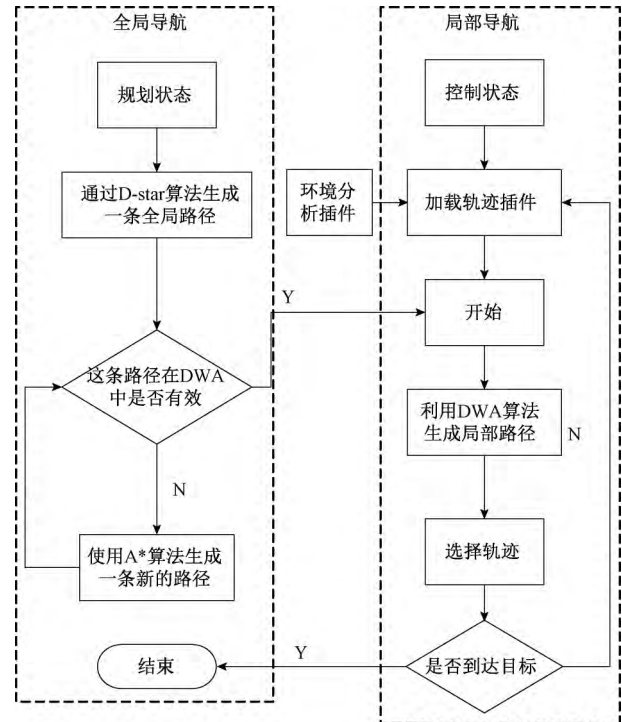 全局导航
规划状态
通过D-star算法生成
一条全局路径
这条路径在DWA
中是否有效
Y
N
使用A*算法生成
一条新的路径
结束
局部导航
控制状态
环境分
析插件
加载轨迹插件
开始
利用DWA算法
生成局部路径
N
选择轨迹
是否到达目标
Y